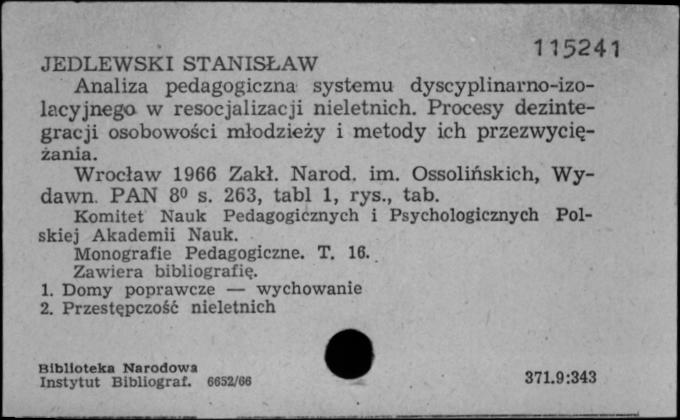 115241
JEDLEWSKI STANISŁAW
Analiza pedagogiczna systemu dyscyplinarno-izo-
lacyjnego w resocjalizacji nieletnich. Procesy dezinte-
gracji osobowości młodzieży i metody ich przezwycię-
żania.
Wrocław 1966 Zakł. Narod. im. Ossolińskich, Wy-
dawn. PAN 8⁰ s. 263, tabl 1, rys., tab.
Komitet Nauk Pedagogicznych i Psychologicznych Pol-
skiej Akademii Nauk.
Monografie Pedagogiczne. T. 16.
Zawiera bibliografię.
1. Domy poprawcze — wychowanie
2. Przestępczość nieletnich
Biblioteka Narodowa
Instytut Bibliograf. 6652/66
371.9:343